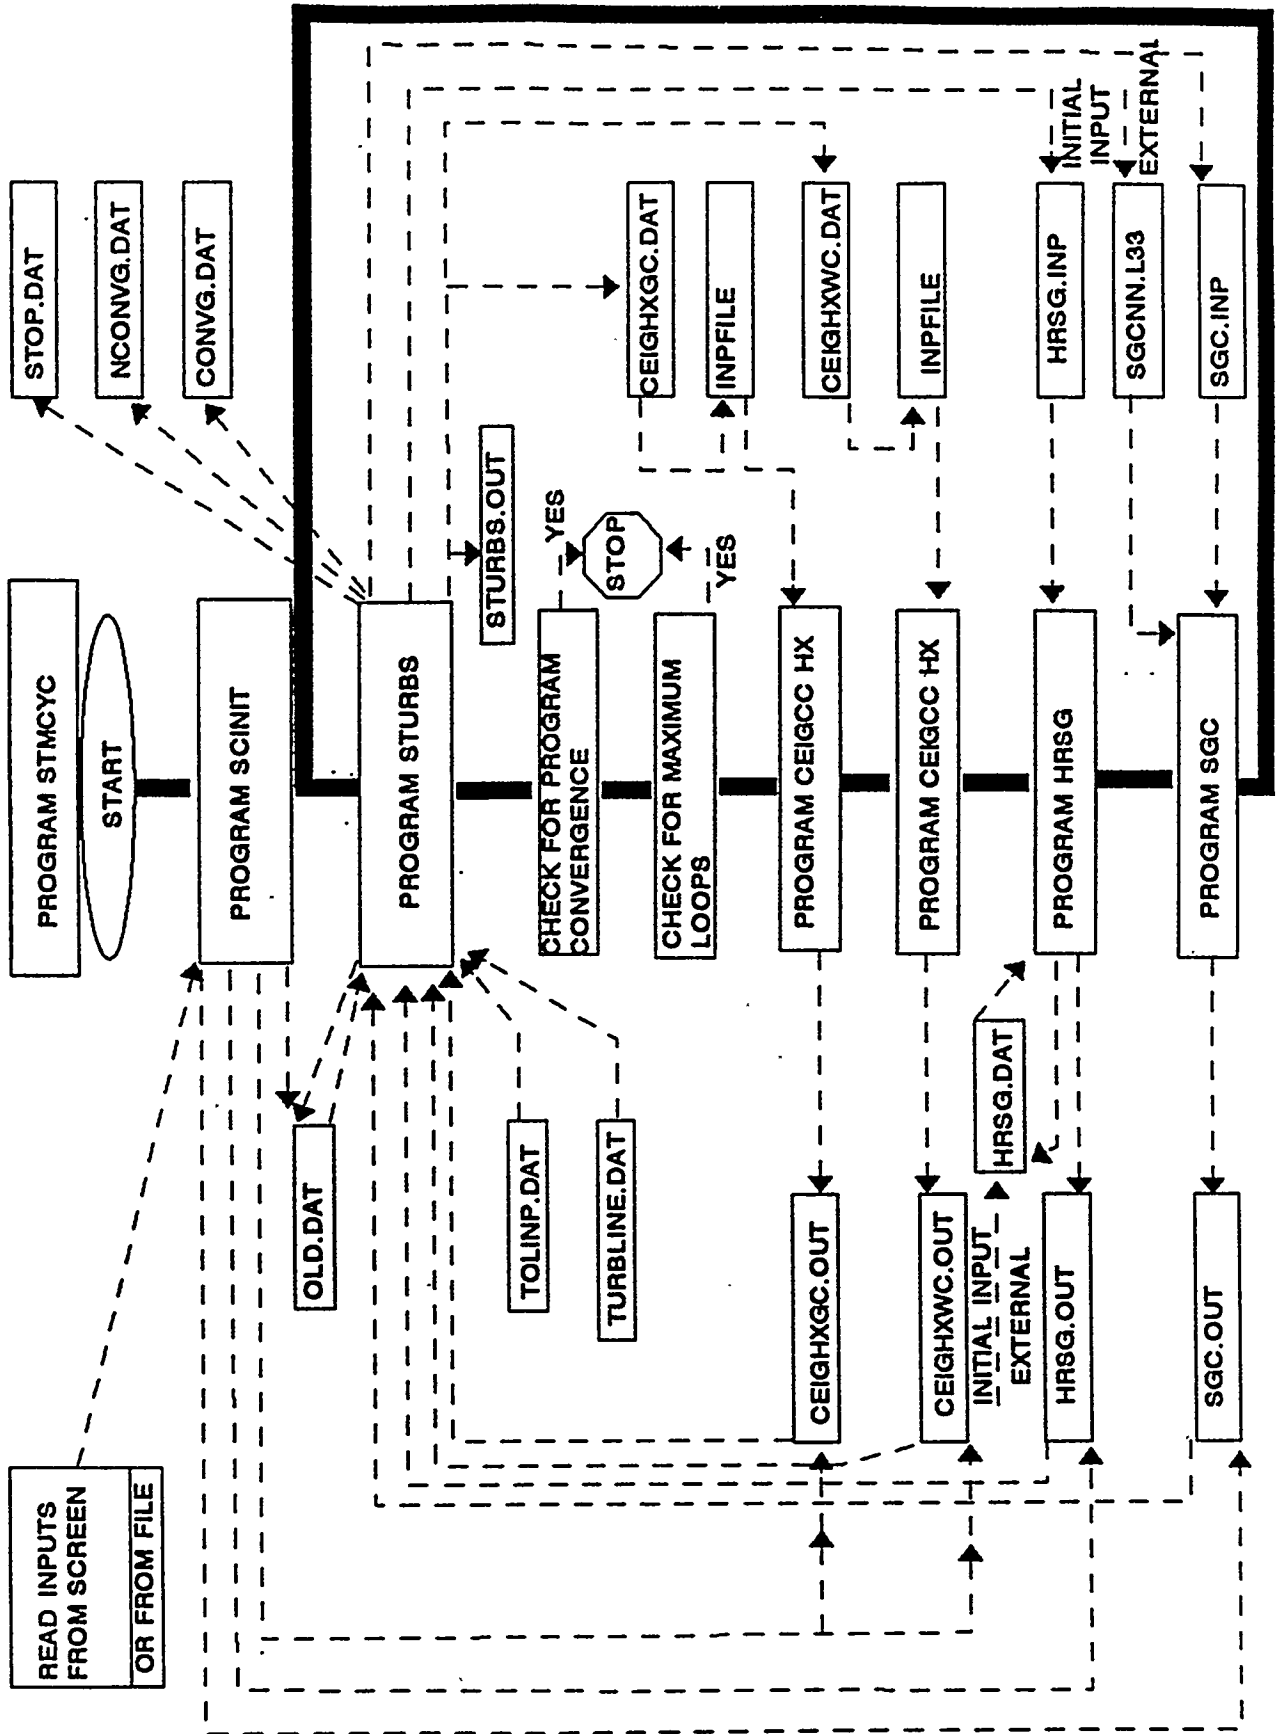 PROGRAM STMCYC
START
READ INPUTS
FROM SCREEN
OR FROM FILE
PROGRAM SCINIT
STOP.DAT
NCONVG.DAT
CONVG.DAT
OLD.DAT
PROGRAM STURBS
STURBS.OUT
TOLINP.DAT
TURBLINE.DAT
CHECK FOR PROGRAM
CONVERGENCE
YES
STOP
CHECK FOR MAXIMUM
LOOPS
YES
CEIGHXGC.DAT
INPFILE
CEIGHXGC.OUT
PROGRAM CEIGCC HX
CEIGHXWC.DAT
INPFILE
CEIGHXWC.OUT
PROGRAM CEIGCC HX
INITIAL INPUT
EXTERNAL
HRSG.DAT
HRSG.OUT
PROGRAM HRSG
HRSG.INP
INITIAL
INPUT
EXTERNAL
SGCNN.L33
SGC.OUT
PROGRAM SGC
SGC.INP